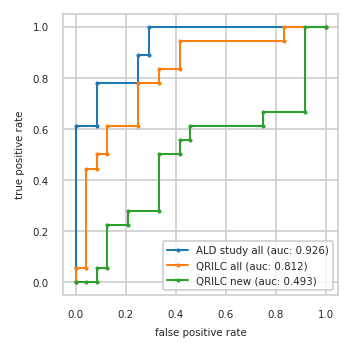 1.0
0.8
0.6
0.4
0.2
0.0
true positive rate
ALD study all (auc: 0.926)
QRILC all (auc: 0.812)
QRILC new (auc: 0.493)
0.0 0.2 0.4 0.6 0.8 1.0
false positive rate